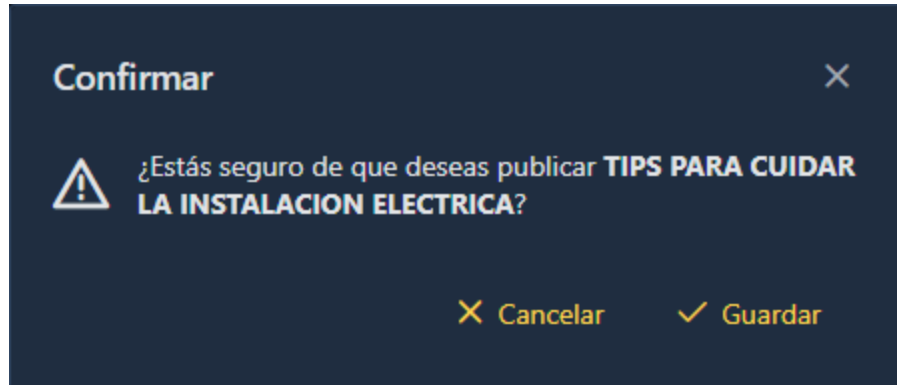 Confirmar
¿Estás seguro de que deseas publicar TIPS PARA CUIDAR
LA INSTALACION ELECTRICA?
Cancelar Guardar